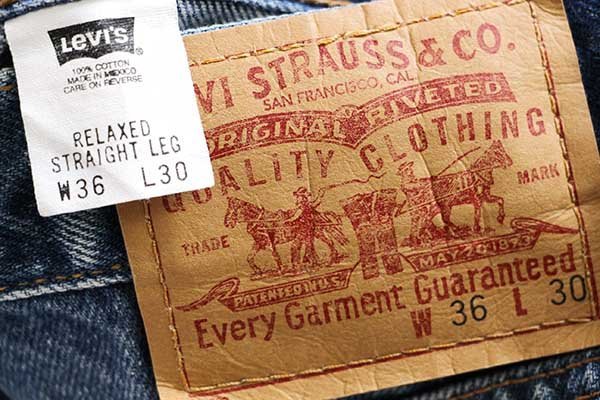 LEVI'S
100% COTTON
MADE IN MEXICO
CARE ON REVERSE
RELAXED
STRAIGHT LEG
W36 L30
VI STRAUSS & CO.
SAN FRANCISCO, CAL.
ORIGINAL RIVETED
QUALITY CLOTHING
TRADE MARK
PATENTED IN U.S. MAY 20 1873
Every Garment Guaranteed
W 36 L 30